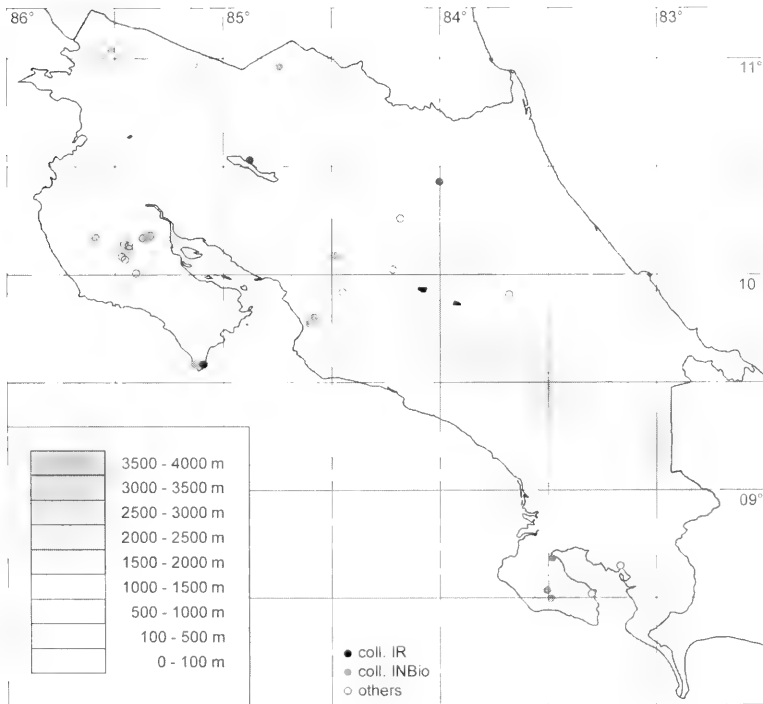 86° 85° 84° 83°
11°
10
09°
3500 - 4000 m
3000 - 3500 m
2500 - 3000 m
2000 - 2500 m
1500 - 2000 m
1000 - 1500 m
500 - 1000 m
100 - 500 m
0 - 100 m
coll. IR
coll. INBio
others